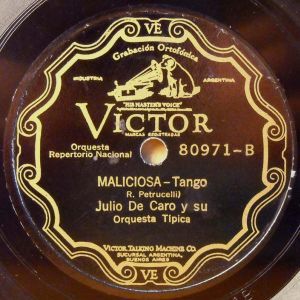 VE
Grabación Ortofónica
INDUSTRIA ARGENTINA
"HIS MASTER'S VOICE"
VICTOR
MARCAS REGISTRADAS
Orquesta
Repertorio Nacional
80971-B
MALICIOSA - Tango
R. Petrucelli)
Julio De Caro y su
Orquesta Típica
VICTOR TALKING MACHINE CO.
SUCURSAL ARGENTINA,
BUENOS AIRES
VE